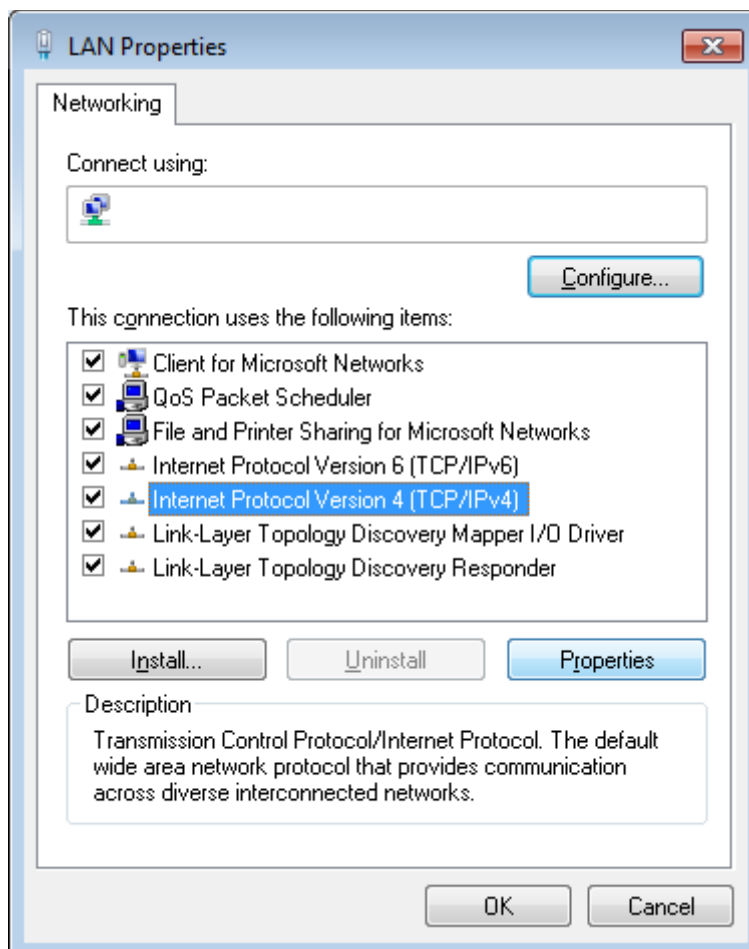 LAN Properties
Networking
Connect using:
Configure...
This connection uses the following items:
Client for Microsoft Networks
QoS Packet Scheduler
File and Printer Sharing for Microsoft Networks
Internet Protocol Version 6 (TCP/IPv6)
Internet Protocol Version 4 (TCP/IPv4)
Link-Layer Topology Discovery Mapper I/O Driver
Link-Layer Topology Discovery Responder
Install...
Uninstall
Properties
Description
Transmission Control Protocol/Internet Protocol. The default
wide area network protocol that provides communication
across diverse interconnected networks.
OK
Cancel